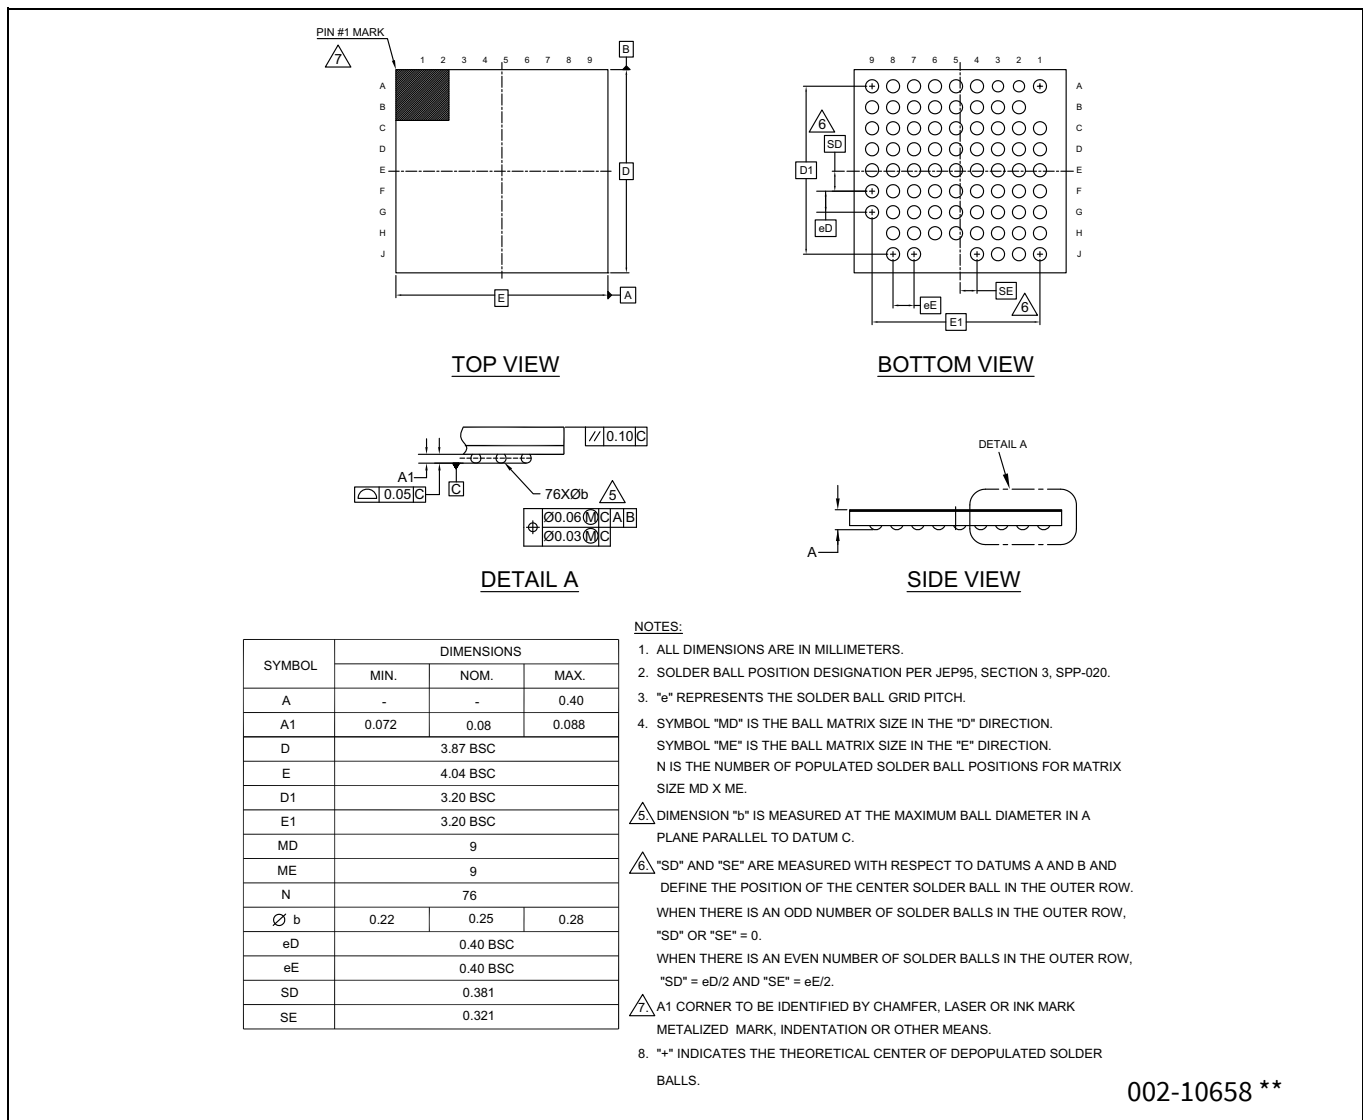 PIN #1 MARK
7
1 2 3 4 5 6 7 8 9
B
A
B
C
D
E
F
G
H
J
D
E
A
TOP VIEW
9 8 7 6 5 4 3 2 1
A
B
C
D
E
F
G
H
J
6
SD
D1
eD
SE
6
eE
E1
BOTTOM VIEW
// 0.10 C
A1
0.05 C
C
76XØb 5
Ø0.06 Ⓜ C A B
Ø0.03 Ⓜ C
DETAIL A
DETAIL A
A
SIDE VIEW
SYMBOL DIMENSIONS
MIN. NOM. MAX.
A - - 0.40
A1 0.072 0.08 0.088
D 3.87 BSC
E 4.04 BSC
D1 3.20 BSC
E1 3.20 BSC
MD 9
ME 9
N 76
Ø b 0.22 0.25 0.28
eD 0.40 BSC
eE 0.40 BSC
SD 0.381
SE 0.321
NOTES:
1. ALL DIMENSIONS ARE IN MILLIMETERS.
2. SOLDER BALL POSITION DESIGNATION PER JEP95, SECTION 3, SPP-020.
3. "e" REPRESENTS THE SOLDER BALL GRID PITCH.
4. SYMBOL "MD" IS THE BALL MATRIX SIZE IN THE "D" DIRECTION.
SYMBOL "ME" IS THE BALL MATRIX SIZE IN THE "E" DIRECTION.
N IS THE NUMBER OF POPULATED SOLDER BALL POSITIONS FOR MATRIX
SIZE MD X ME.
5. DIMENSION "b" IS MEASURED AT THE MAXIMUM BALL DIAMETER IN A
PLANE PARALLEL TO DATUM C.
6. "SD" AND "SE" ARE MEASURED WITH RESPECT TO DATUMS A AND B AND
DEFINE THE POSITION OF THE CENTER SOLDER BALL IN THE OUTER ROW.
WHEN THERE IS AN ODD NUMBER OF SOLDER BALLS IN THE OUTER ROW,
"SD" OR "SE" = 0.
WHEN THERE IS AN EVEN NUMBER OF SOLDER BALLS IN THE OUTER ROW,
"SD" = eD/2 AND "SE" = eE/2.
7. A1 CORNER TO BE IDENTIFIED BY CHAMFER, LASER OR INK MARK
METALIZED MARK, INDENTATION OR OTHER MEANS.
8. "+" INDICATES THE THEORETICAL CENTER OF DEPOPULATED SOLDER
BALLS.
002-10658 **